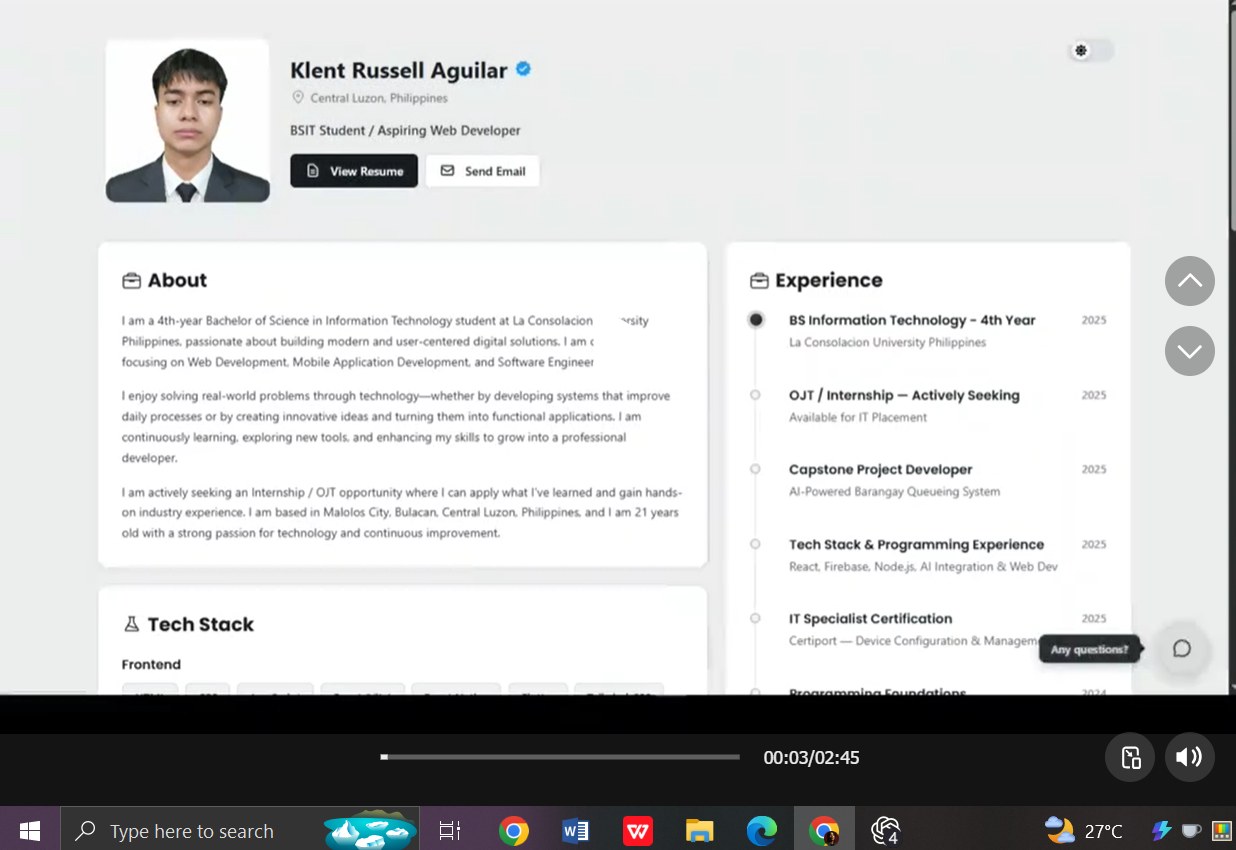 Klent Russell Aguilar
Central Luzon, Philippines
BSIT Student / Aspiring Web Developer
View Resume
Send Email
About
I am a 4th-year Bachelor of Science in Information Technology student at La Consolacion
Philippines, passionate about building modern and user-centered digital solutions. I am
focusing on Web Development, Mobile Application Development, and Software Engineer
I enjoy solving real-world problems through technology—whether by developing systems that improve
daily processes or by creating innovative ideas and turning them into functional applications. I am
continuously learning, exploring new tools, and enhancing my skills to grow into a professional
developer.
I am actively seeking an Internship / OJT opportunity where I can apply what I've learned and gain hands-
on industry experience. I am based in Malolos City, Bulacan, Central Luzon, Philippines, and I am 21 years
old with a strong passion for technology and continuous improvement.
Tech Stack
Frontend
Experience
BS Information Technology - 4th Year 2025
La Consolacion University Philippines
OJT / Internship — Actively Seeking 2025
Available for IT Placement
Capstone Project Developer 2025
AI-Powered Barangay Queueing System
Tech Stack & Programming Experience 2025
React, Firebase, Node.js, AI Integration & Web Dev
IT Specialist Certification 2025
Certiport — Device Configuration & Managem
Any questions?
Programming Foundations 2024
00:03/02:45
Type here to search
W
W
4
27°C